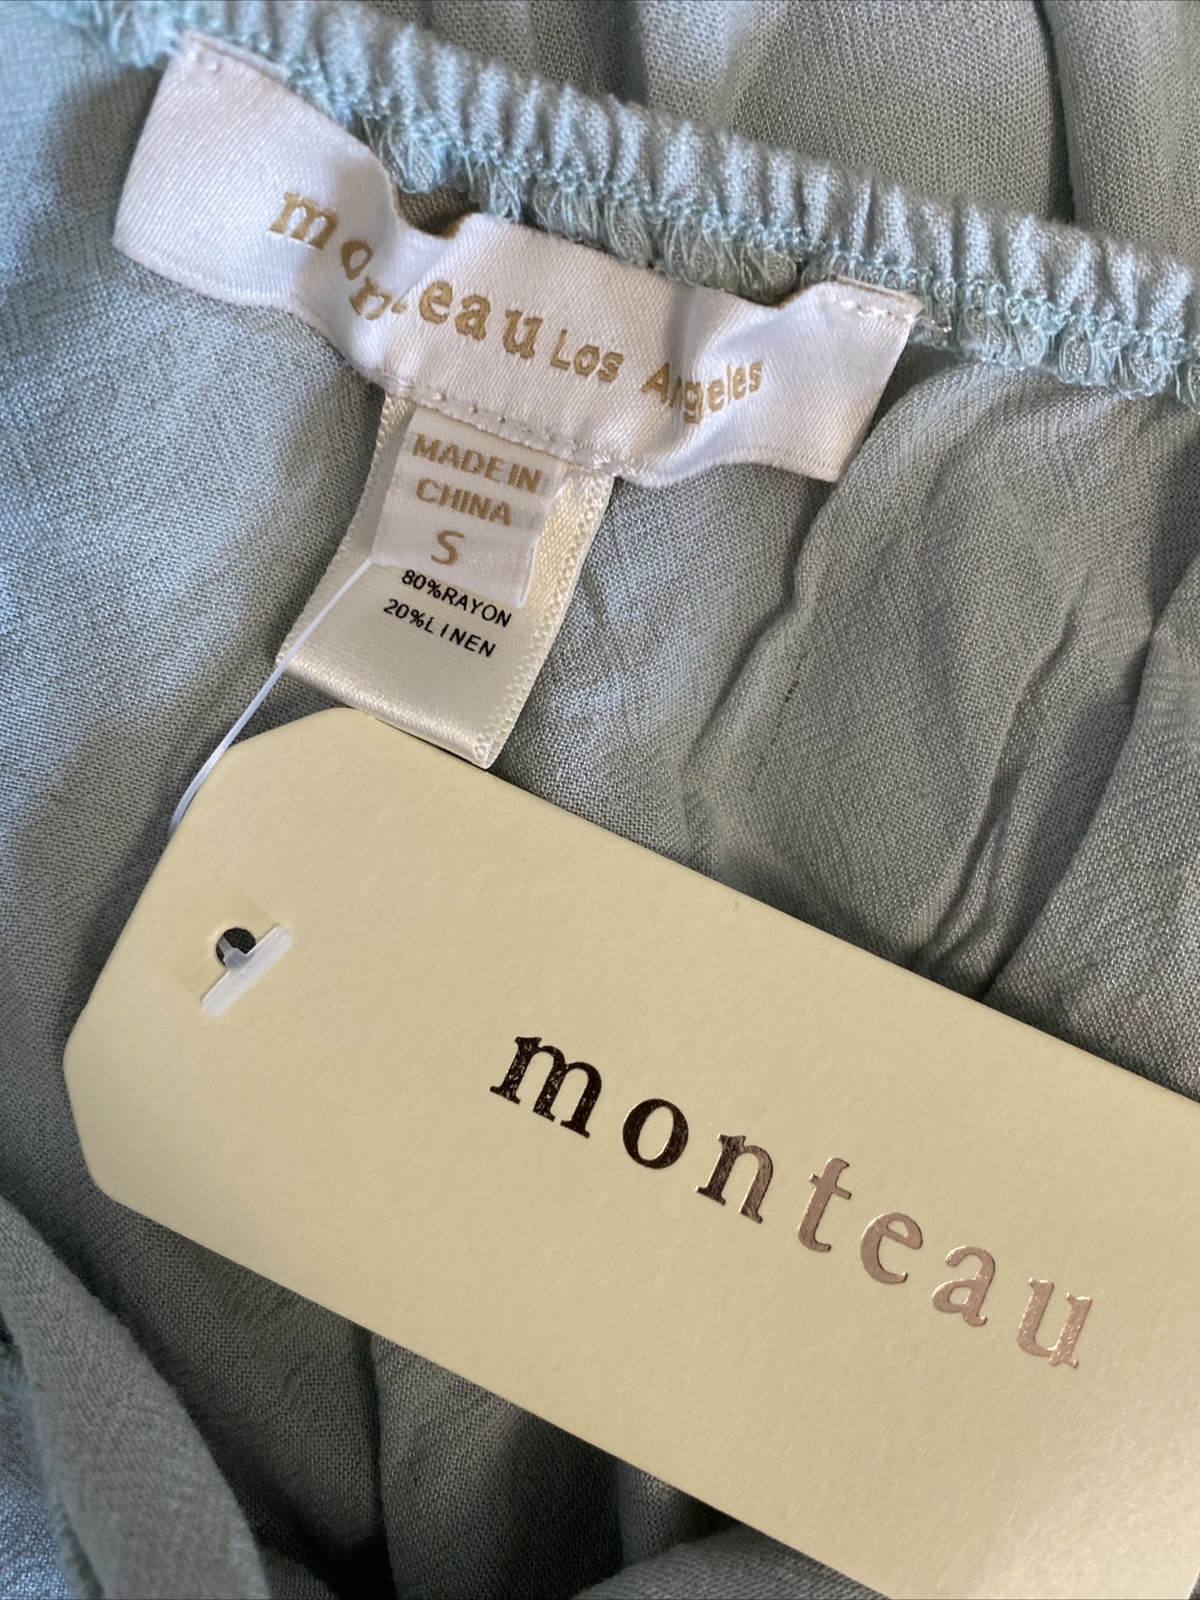 monteau Los Angeles
MADE IN
CHINA
S
80%RAYON
20%LINEN
monteau